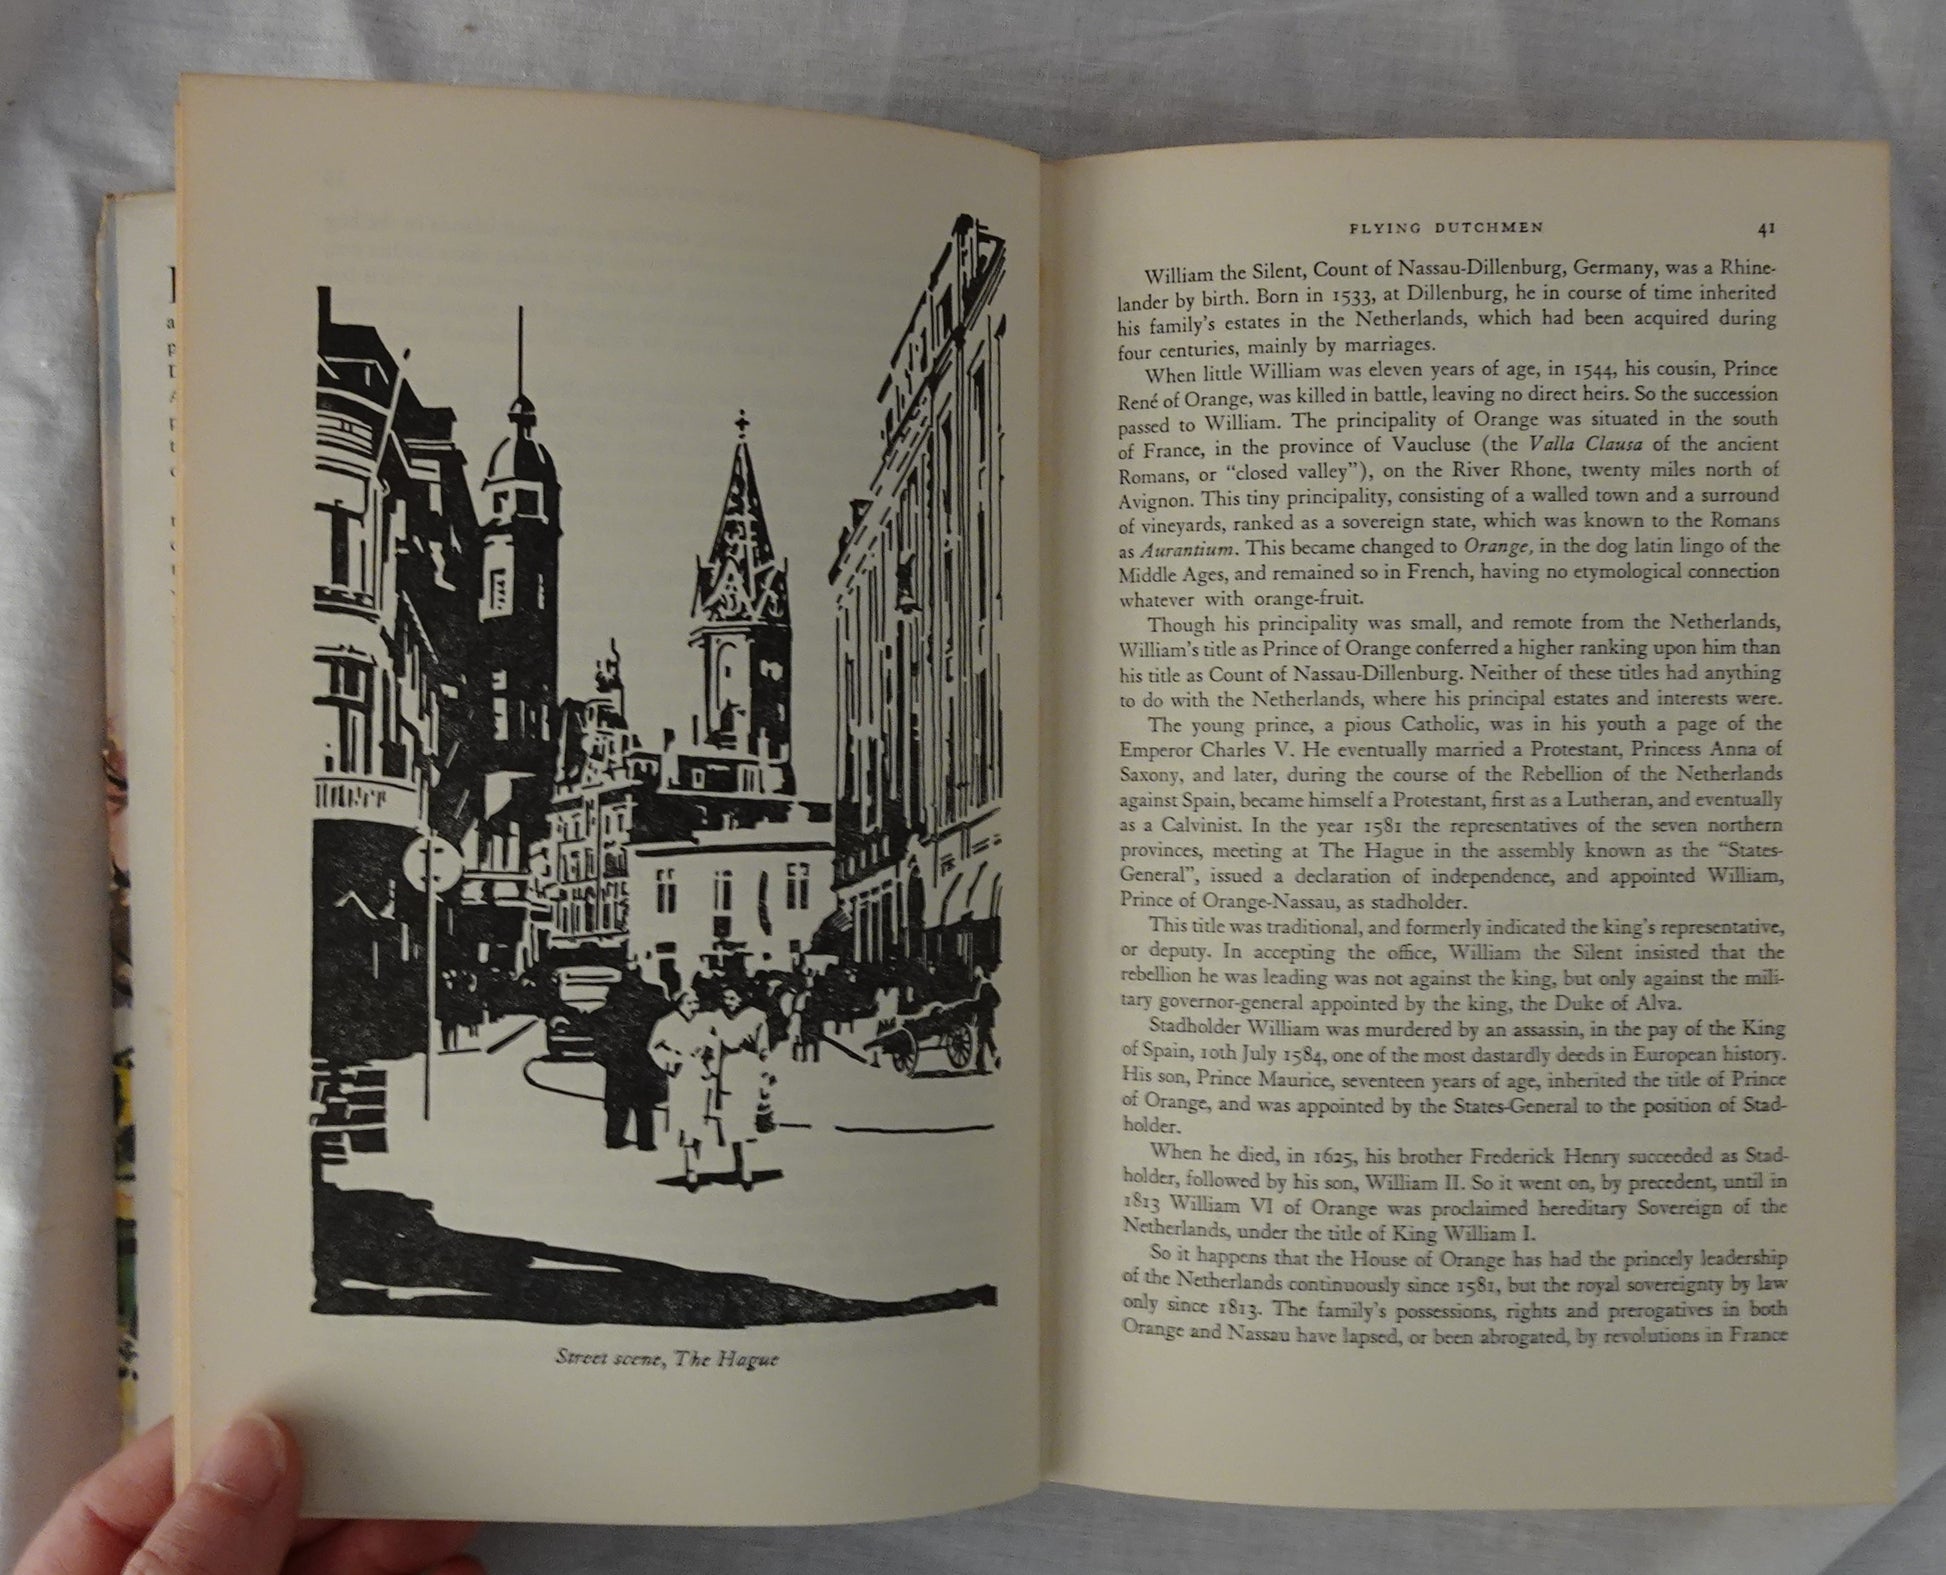 Street scene, The Hague
FLYING DUTCHMEN 41
William the Silent, Count of Nassau-Dillenburg, Germany, was a Rhine-
lander by birth. Born in 1533, at Dillenburg, he in course of time inherited
his family's estates in the Netherlands, which had been acquired during
four centuries, mainly by marriages.
When little William was eleven years of age, in 1544, his cousin, Prince
René of Orange, was killed in battle, leaving no direct heirs. So the succession
passed to William. The principality of Orange was situated in the south
of France, in the province of Vaucluse (the Valla Clausa of the ancient
Romans, or "closed valley"), on the River Rhone, twenty miles north of
Avignon. This tiny principality, consisting of a walled town and a surround
of vineyards, ranked as a sovereign state, which was known to the Romans
as Aurantium. This became changed to Orange, in the dog latin lingo of the
Middle Ages, and remained so in French, having no etymological connection
whatever with orange-fruit.
Though his principality was small, and remote from the Netherlands,
William's title as Prince of Orange conferred a higher ranking upon him than
his title as Count of Nassau-Dillenburg. Neither of these titles had anything
to do with the Netherlands, where his principal estates and interests were.
The young prince, a pious Catholic, was in his youth a page of the
Emperor Charles V. He eventually married a Protestant, Princess Anna of
Saxony, and later, during the course of the Rebellion of the Netherlands
against Spain, became himself a Protestant, first as a Lutheran, and eventually
as a Calvinist. In the year 1581 the representatives of the seven northern
provinces, meeting at The Hague in the assembly known as the "States-
General", issued a declaration of independence, and appointed William,
Prince of Orange-Nassau, as stadholder.
This title was traditional, and formerly indicated the king's representative,
or deputy. In accepting the office, William the Silent insisted that the
rebellion he was leading was not against the king, but only against the mili-
tary governor-general appointed by the king, the Duke of Alva.
Stadholder William was murdered by an assassin, in the pay of the King
of Spain, 10th July 1584, one of the most dastardly deeds in European history.
His son, Prince Maurice, seventeen years of age, inherited the title of Prince
of Orange, and was appointed by the States-General to the position of Stad-
holder.
When he died, in 1625, his brother Frederick Henry succeeded as Stad-
holder, followed by his son, William II. So it went on, by precedent, until in
1813 William VI of Orange was proclaimed hereditary Sovereign of the
Netherlands, under the title of King William I.
So it happens that the House of Orange has had the princely leadership
of the Netherlands continuously since 1581, but the royal sovereignty by law
only since 1813. The family's possessions, rights and prerogatives in both
Orange and Nassau have lapsed, or been abrogated, by revolutions in France